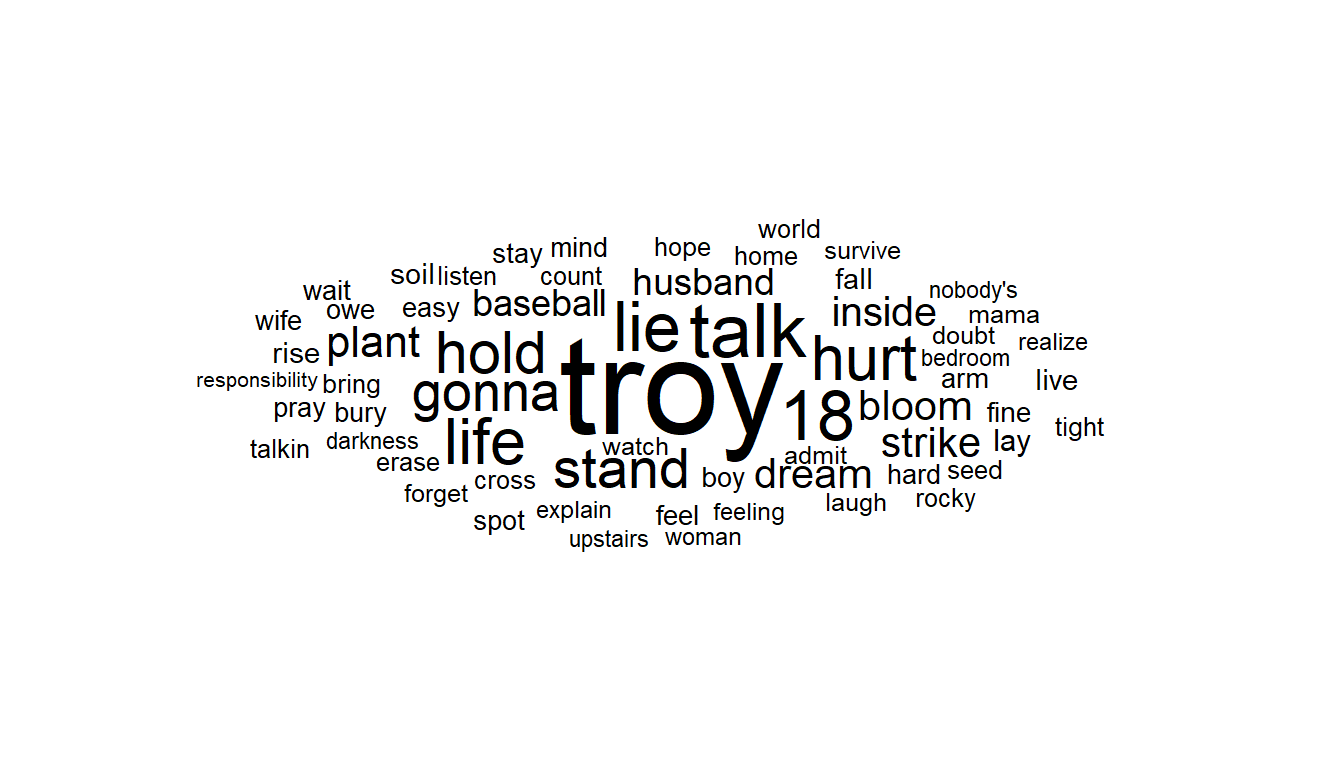 world
stay mind hope home survive
soil listen count husband fall nobody's
wait owe easy baseball lie talk inside mama
wife plant hold hurt doubt realize
rise troy bedroom
responsibility bring gonna 18 arm live
pray bury bloom fine
talkin darkness life watch strike lay tight
erase stand admit
forget cross boy dream hard seed
spot explain feel feeling laugh rocky
upstairs woman